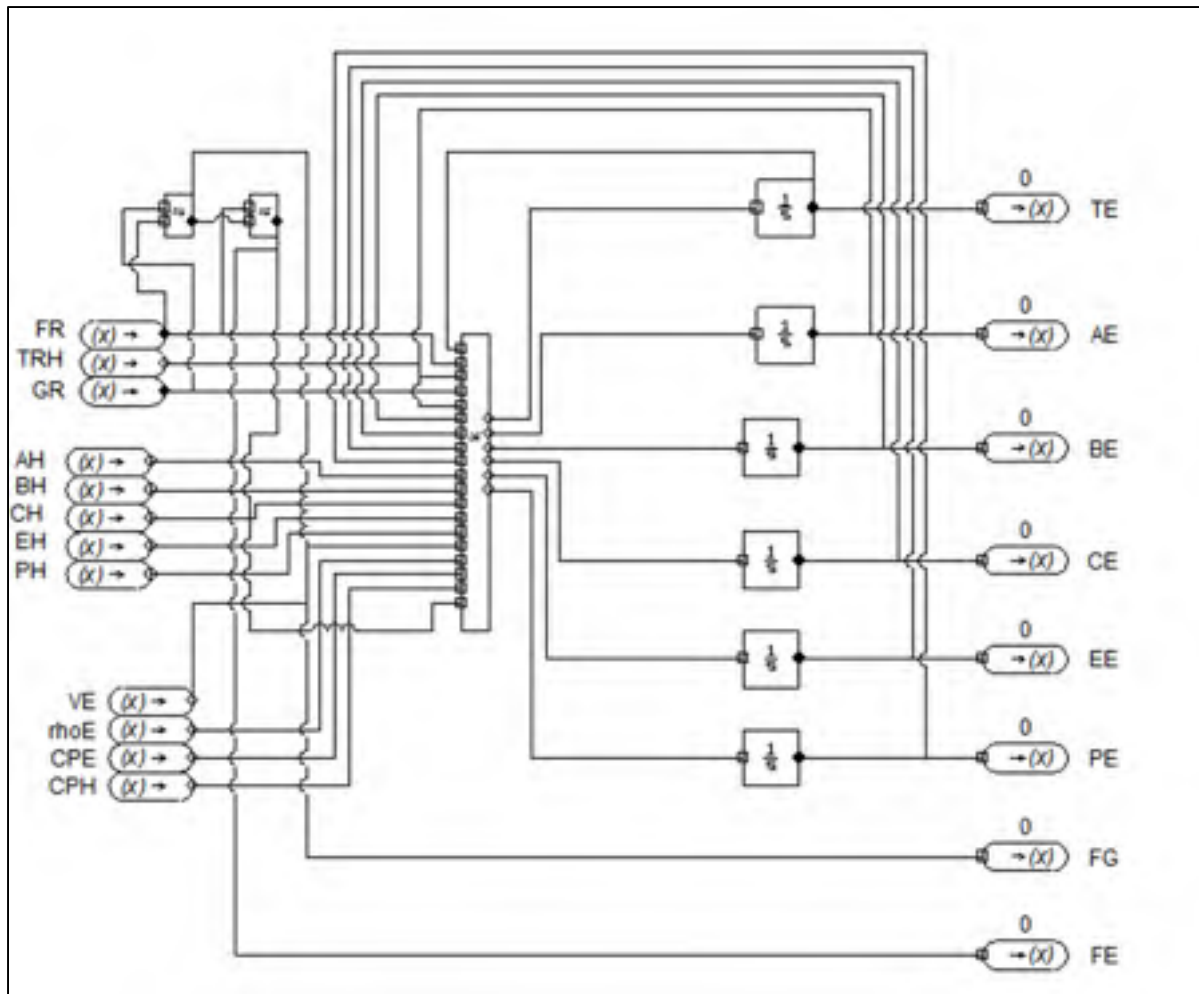 0
→(x) TE
0
→(x) AE
FR (x)→
TRH (x)→
GR (x)→
0
→(x) BE
AH (x)→
BH (x)→
CH (x)→
EH (x)→
PH (x)→
0
→(x) CE
0
→(x) EE
VE (x)→
rhoE (x)→
CPE (x)→
CPH (x)→
0
→(x) PE
0
→(x) FG
0
→(x) FE